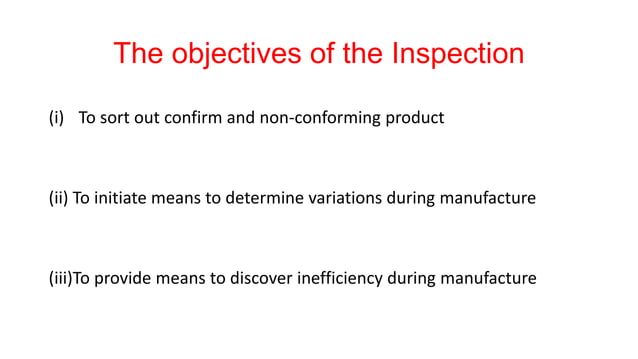 The objectives of the Inspection
(i) To sort out confirm and non-conforming product
(ii) To initiate means to determine variations during manufacture
(iii)To provide means to discover inefficiency during manufacture